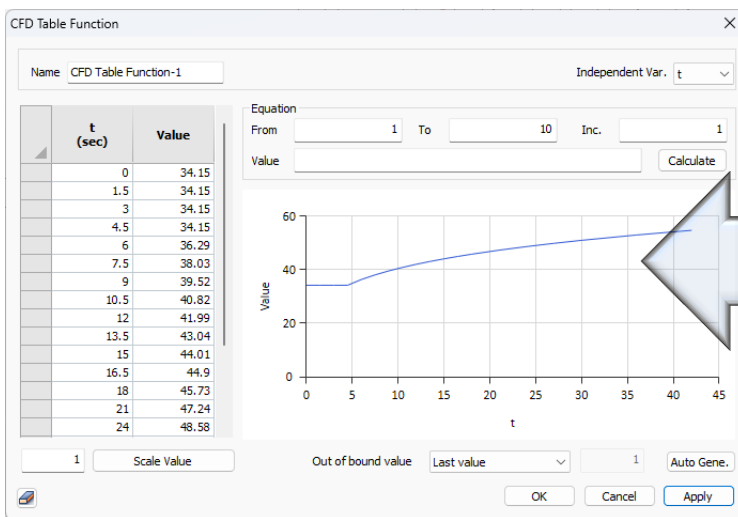 CFD Table Function
Name CFD Table Function-1 Independent Var. t
t (sec) Value
0 34.15
1.5 34.15
3 34.15
4.5 34.15
6 36.29
7.5 38.03
9 39.52
10.5 40.82
12 41.99
13.5 43.04
15 44.01
16.5 44.9
18 45.73
21 47.24
24 48.58
Equation
From 1 To 10 Inc. 1
Value Calculate
60
40
20
0
Value
0 5 10 15 20 25 30 35 40 45
t
1 Scale Value Out of bound value Last value 1 Auto Gene.
OK Cancel Apply